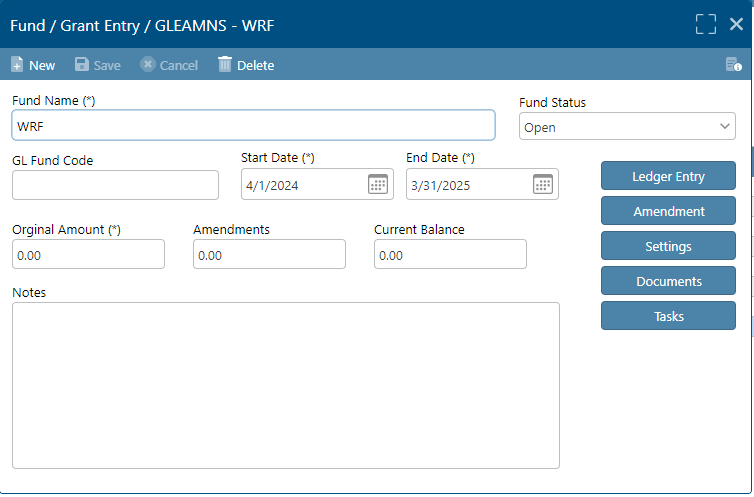 Fund / Grant Entry / GLEAMNS - WRF
New Save Cancel Delete
Fund Name (*)
WRF
Fund Status
Open
GL Fund Code
Start Date (*)
4/1/2024
End Date (*)
3/31/2025
Orginal Amount (*)
0.00
Amendments
0.00
Current Balance
0.00
Notes
Ledger Entry
Amendment
Settings
Documents
Tasks